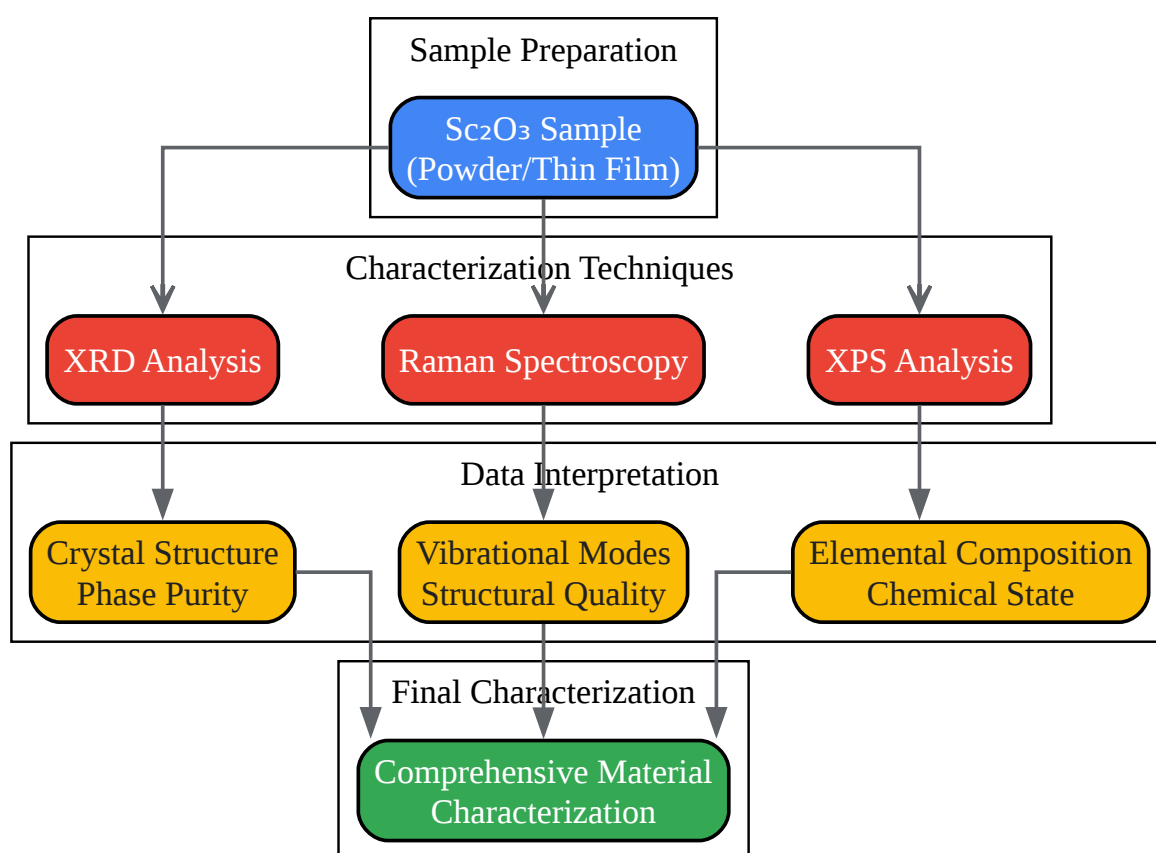 Sample Preparation
Sc₂O₃ Sample
(Powder/Thin Film)
Characterization Techniques
XRD Analysis
Raman Spectroscopy
XPS Analysis
Data Interpretation
Crystal Structure
Phase Purity
Vibrational Modes
Structural Quality
Elemental Composition
Chemical State
Final Characterization
Comprehensive Material
Characterization